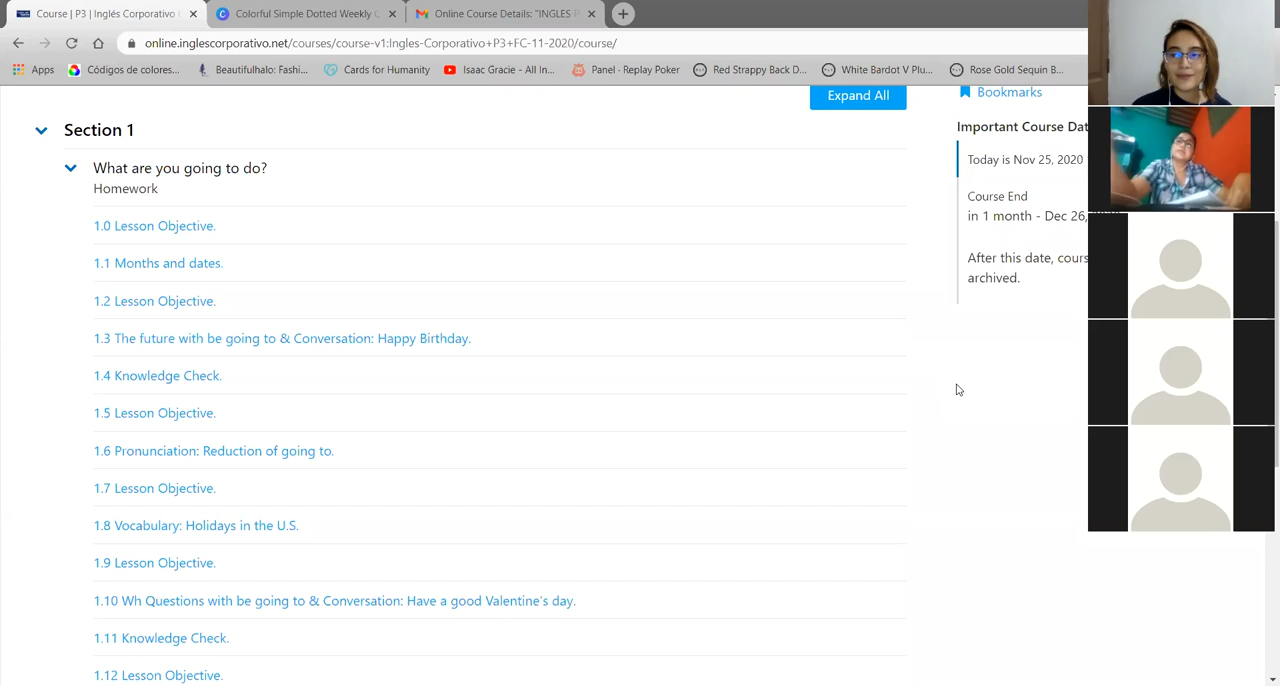 Course | P3 | Inglés Corporativo
Colorful Simple Dotted Weekly C
Online Course Details: "INGLES P
online.inglescorporativo.net/courses/course-v1:Ingles-Corporativo+P3+FC-11-2020/course/
Apps
Códigos de colores...
Beautifulhalo: Fashi...
Cards for Humanity
Isaac Gracie - All In...
Panel · Replay Poker
Red Strappy Back D...
White Bardot V Plu...
Rose Gold Sequin B...
Expand All
Bookmarks
Section 1
Important Course Dat
What are you going to do?
Today is Nov 25, 2020
Homework
Course End
in 1 month - Dec 26,
1.0 Lesson Objective.
After this date, cours
archived.
1.1 Months and dates.
1.2 Lesson Objective.
1.3 The future with be going to & Conversation: Happy Birthday.
1.4 Knowledge Check.
1.5 Lesson Objective.
1.6 Pronunciation: Reduction of going to.
1.7 Lesson Objective.
1.8 Vocabulary: Holidays in the U.S.
1.9 Lesson Objective.
1.10 Wh Questions with be going to & Conversation: Have a good Valentine's day.
1.11 Knowledge Check.
1.12 Lesson Objective.